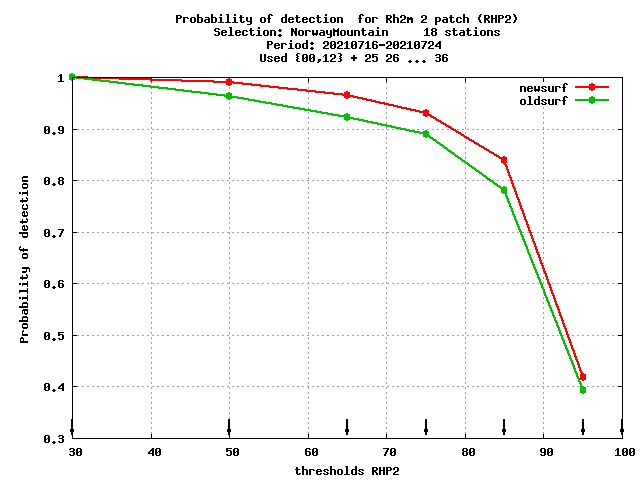 Probability of detection  for Rh2m 2 patch (RHP2)
Selection: NorwayMountain     18 stations
Period: 20210716-20210724
Used {00,12} + 25 26 ... 36
newsurf
oldsurf
1
0.9
0.8
0.7
0.6
0.5
0.4
0.3
Probability of detection
30 40 50 60 70 80 90 100
thresholds RHP2